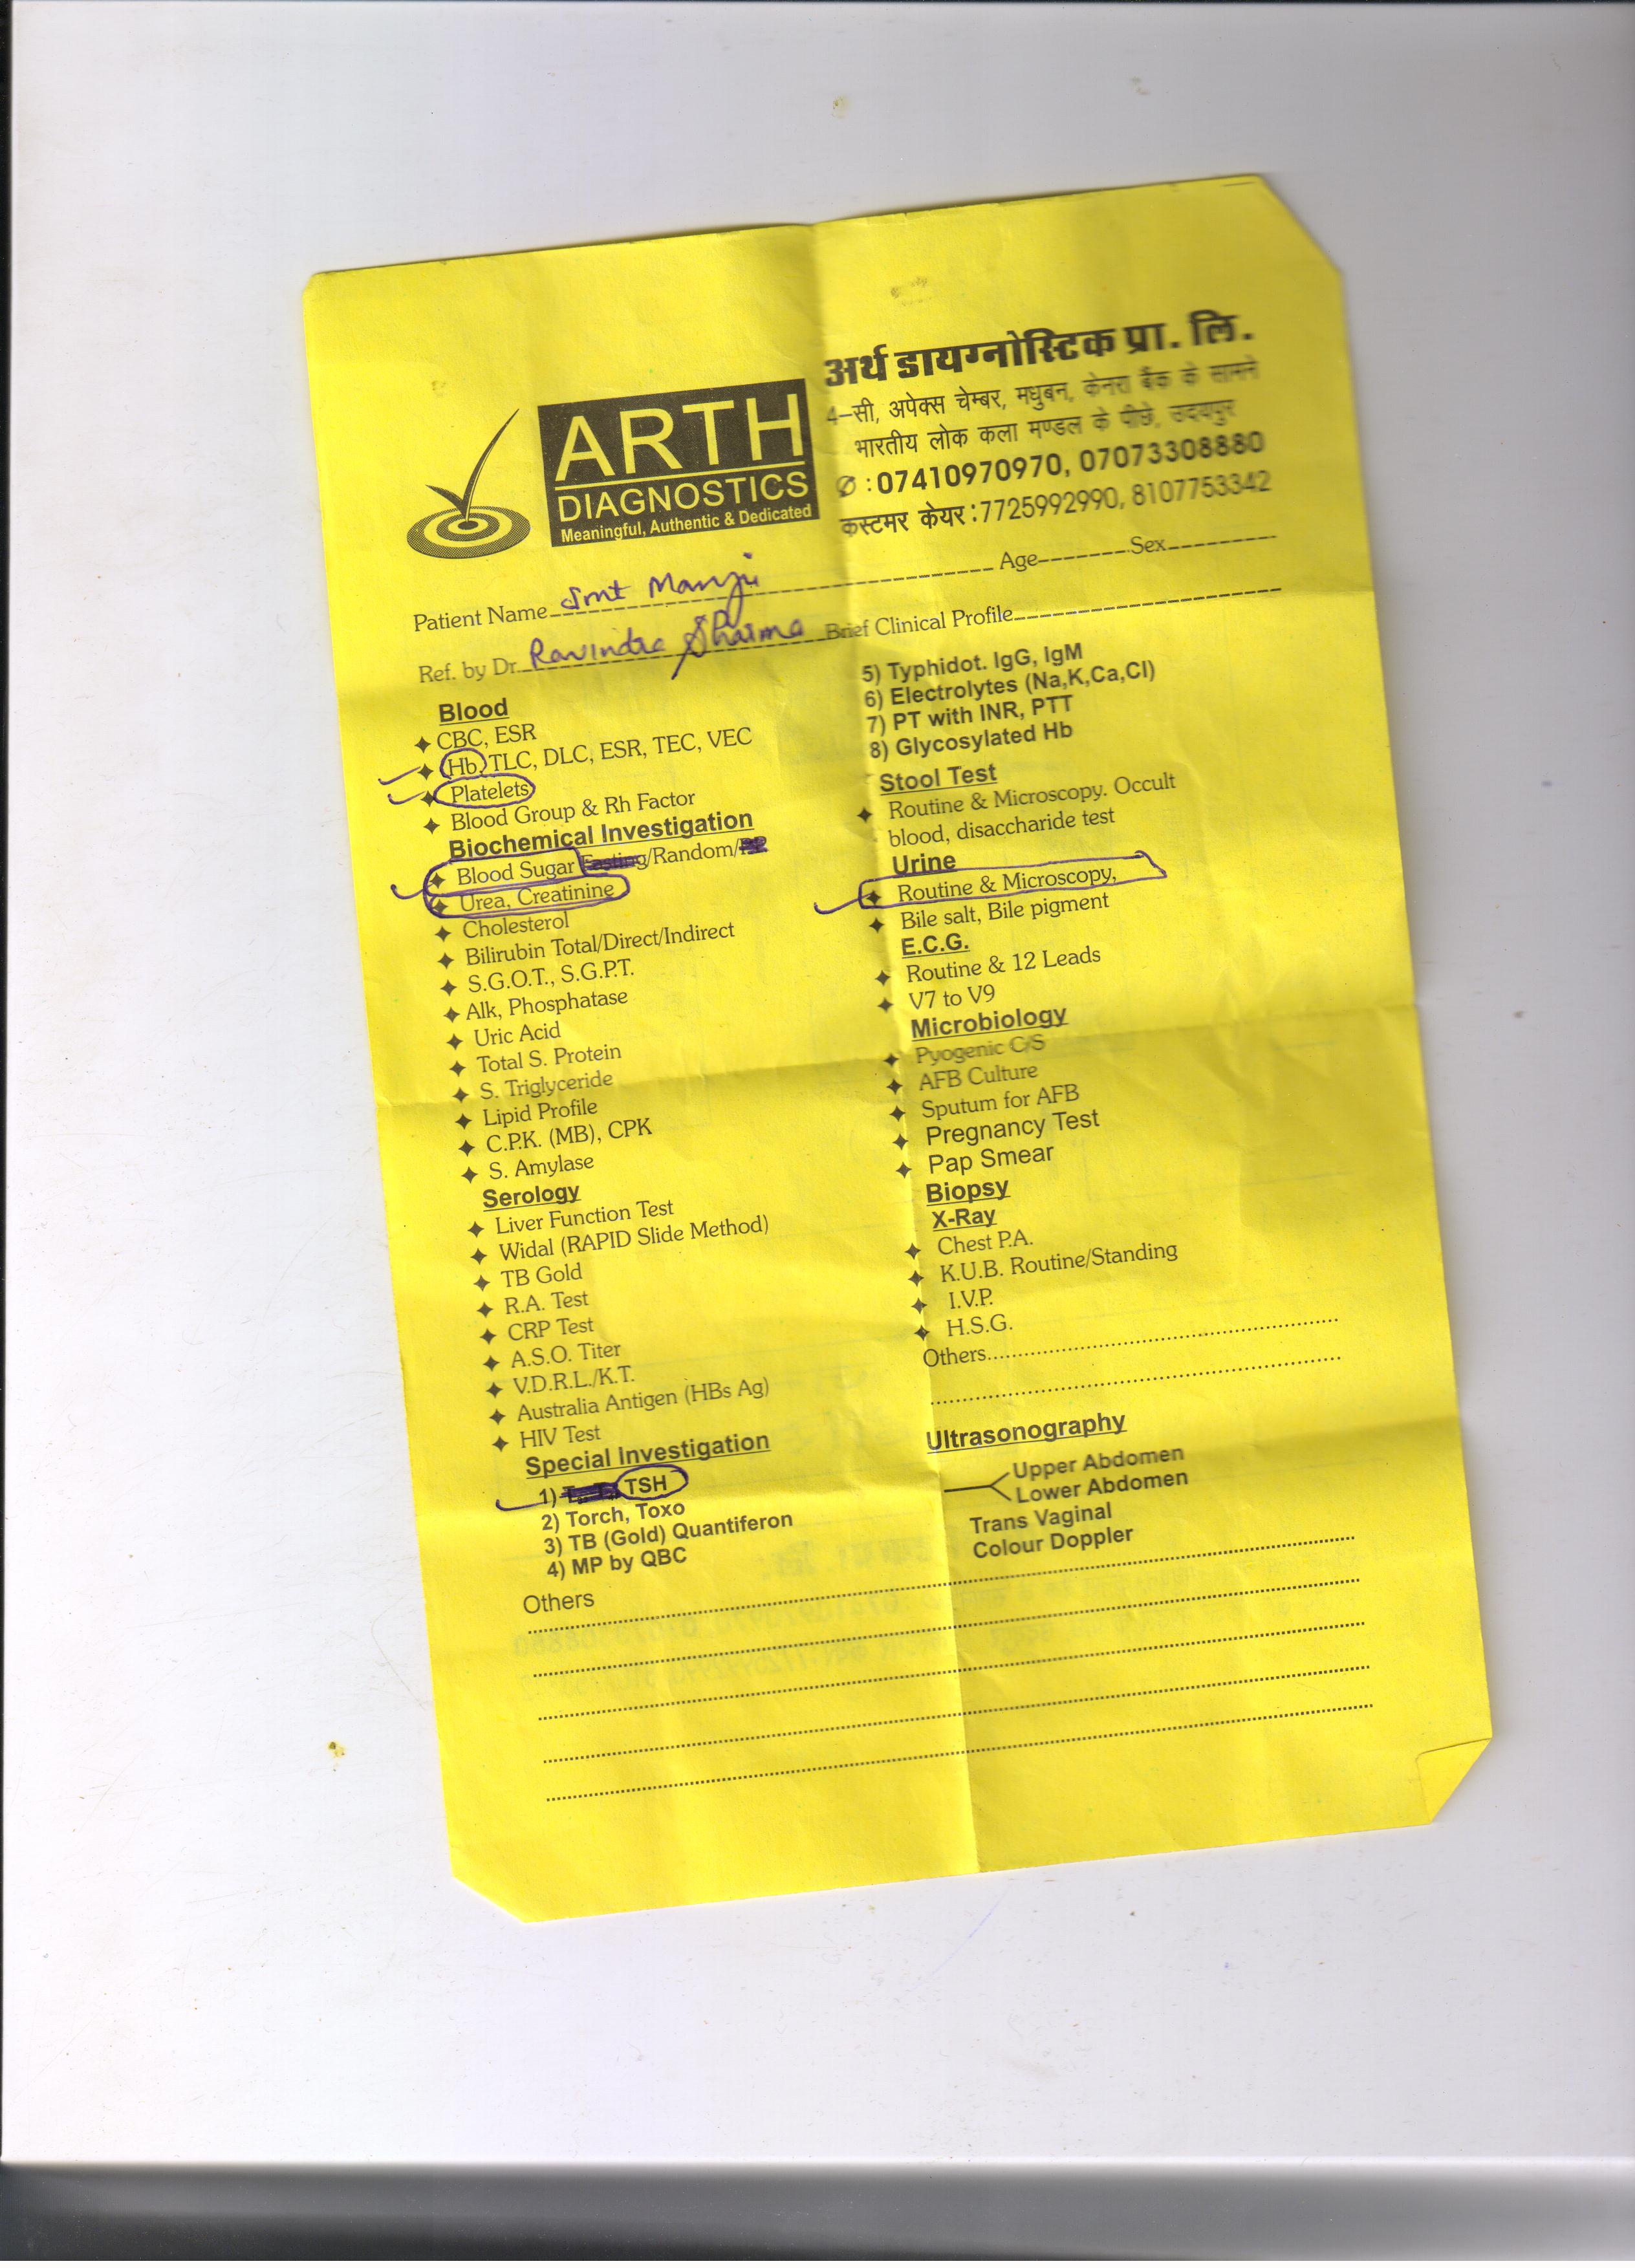 अर्थ डायग्नोस्टिक प्रा. लि.
4-सी, अपेक्स चेम्बर, मधुबन, केनरा बैंक के सामने
भारतीय लोक कला मण्डल के पीछे, उदयपुर
✆ : 07410970970, 07073308880
कस्टमर केयर : 7725992990, 8107753342
ARTH
DIAGNOSTICS
Meaningful, Authentic & Dedicated
Patient Name Smt Manju Age Sex
Ref. by Dr. Ravindra Sharma Brief Clinical Profile
Blood
CBC, ESR
Hb, TLC, DLC, ESR, TEC, VEC
Platelets
Blood Group & Rh Factor
Biochemical Investigation
Blood Sugar Fasting/Random/PP
Urea, Creatinine
Cholesterol
Bilirubin Total/Direct/Indirect
S.G.O.T., S.G.P.T.
Alk, Phosphatase
Uric Acid
Total S. Protein
S. Triglyceride
Lipid Profile
C.P.K. (MB), CPK
S. Amylase
Serology
Liver Function Test
Widal (RAPID Slide Method)
TB Gold
R.A. Test
CRP Test
A.S.O. Titer
V.D.R.L./K.T.
Australia Antigen (HBs Ag)
HIV Test
Special Investigation
1) TSH
2) Torch, Toxo
3) TB (Gold) Quantiferon
4) MP by QBC
5) Typhidot. IgG, IgM
6) Electrolytes (Na,K,Ca,Cl)
7) PT with INR, PTT
8) Glycosylated Hb
Stool Test
Routine & Microscopy. Occult
blood, disaccharide test
Urine
Routine & Microscopy,
Bile salt, Bile pigment
E.C.G.
Routine & 12 Leads
V7 to V9
Microbiology
Pyogenic C/S
AFB Culture
Sputum for AFB
Pregnancy Test
Pap Smear
Biopsy
X-Ray
Chest P.A.
K.U.B. Routine/Standing
I.V.P.
H.S.G.
Others
Ultrasonography
Upper Abdomen
Lower Abdomen
Trans Vaginal
Colour Doppler
Others